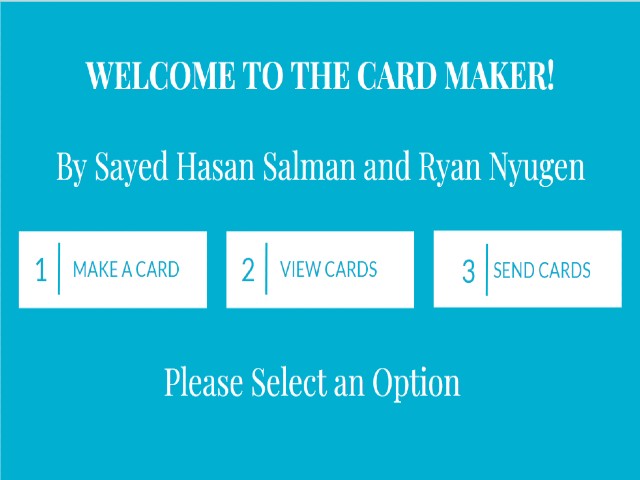 WELCOME TO THE CARD MAKER!
By Sayed Hasan Salman and Ryan Nyugen
1 MAKE A CARD
2 VIEW CARDS
3 SEND CARDS
Please Select an Option